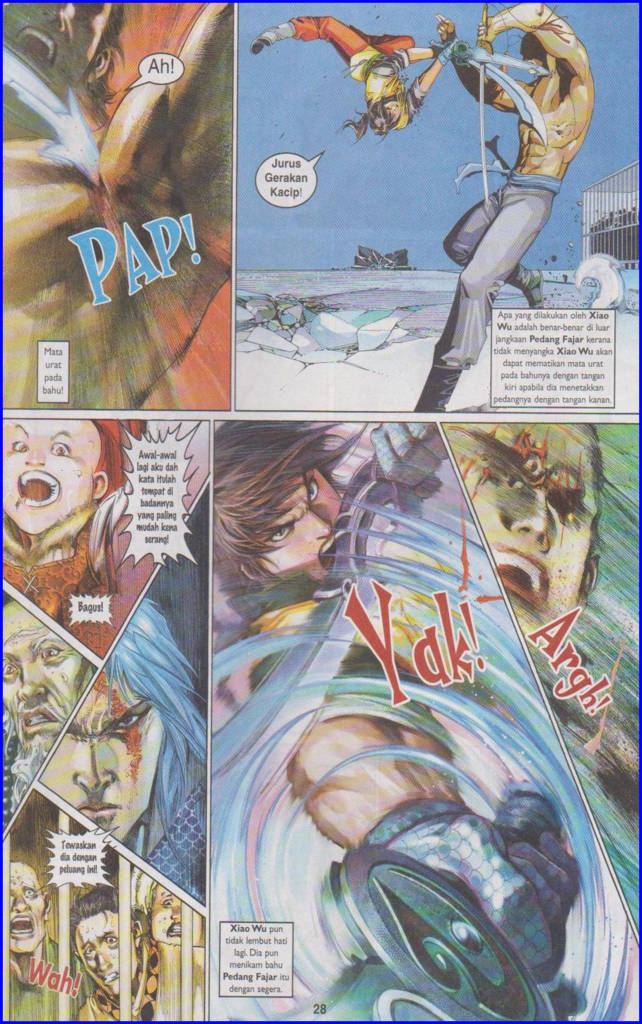 Ah!
PAP!
Mata
urat
pada
bahu!
Jurus
Gerakan
Kacip!
Apa yang dilakukan oleh Xiao
Wu adalah benar-benar di luar
jangkaan Pedang Fajar kerana
tidak menyangka Xiao Wu akan
dapat mematikan mata urat
pada bahunya dengan tangan
kiri apabila dia menetakkan
pedangnya dengan tangan kanan.
Awal-awal
lagi aku dah
kata itulah
tempat di
badannya
yang paling
mudah kena
serang!
Bagus!
Tewaskan
dia dengan
peluang ini!
Wah!
Yak!
Argh!
Xiao Wu pun
tidak lembut hati
lagi. Dia pun
menikam bahu
Pedang Fajar itu
dengan segera.
28